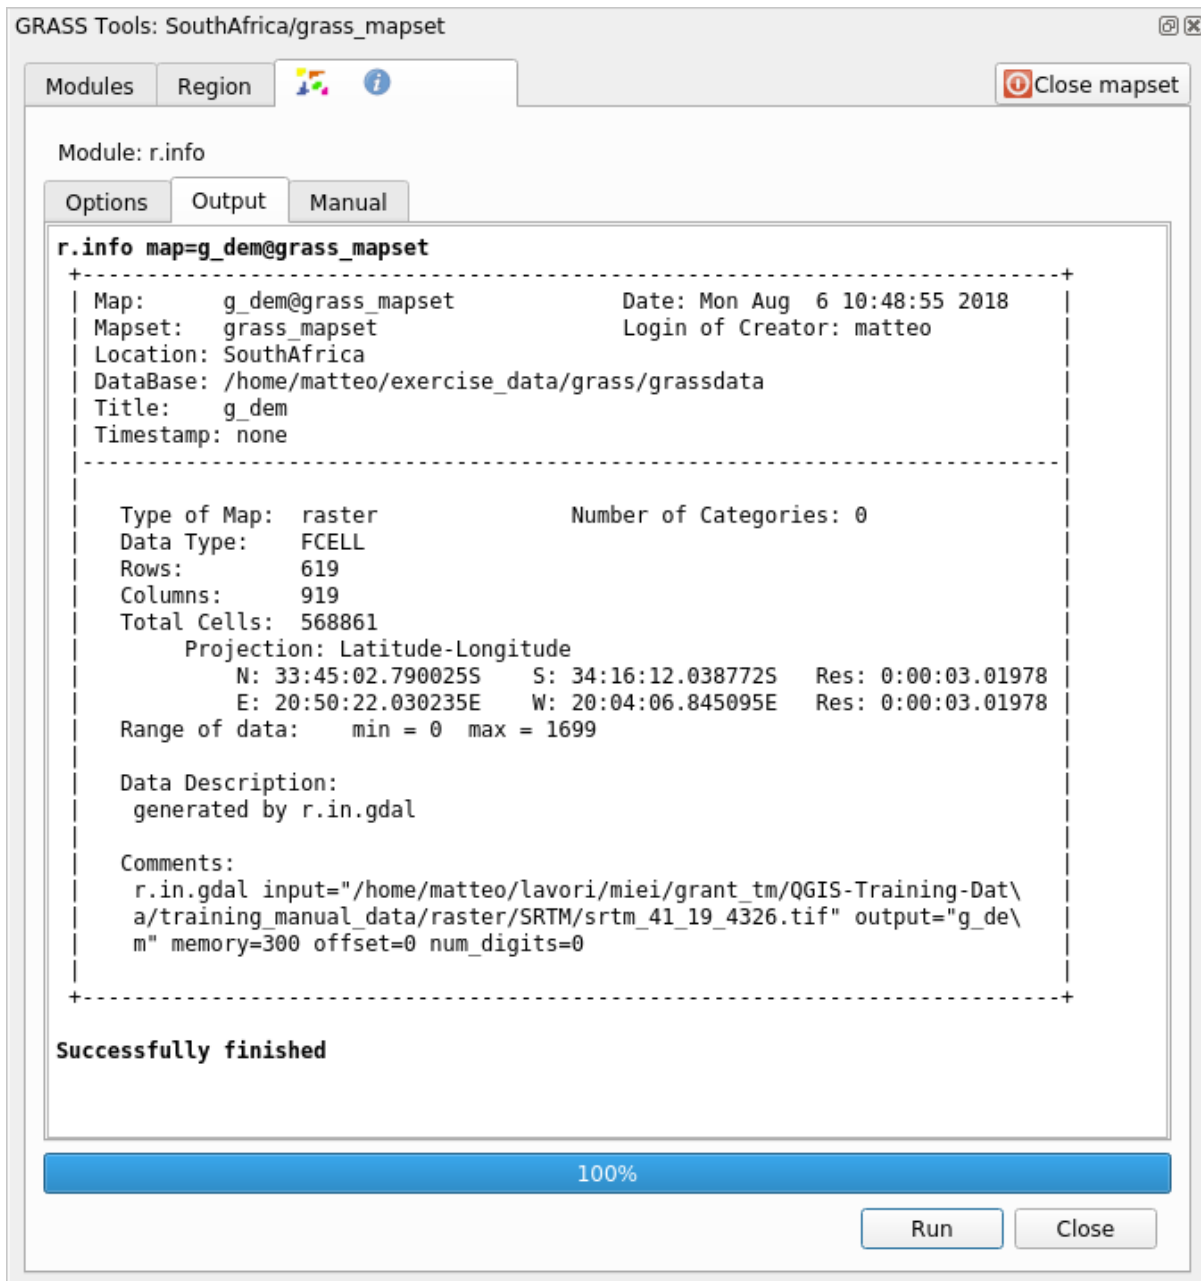 GRASS Tools: SouthAfrica/grass_mapset
Modules Region Close mapset
Module: r.info
Options Output Manual
r.info map=g_dem@grass_mapset
+----------------------------------------------------------------------------+
| Map:      g_dem@grass_mapset             Date: Mon Aug  6 10:48:55 2018    |
| Mapset:   grass_mapset                   Login of Creator: matteo          |
| Location: SouthAfrica                                                      |
| DataBase: /home/matteo/exercise_data/grass/grassdata                       |
| Title:    g_dem                                                            |
| Timestamp: none                                                            |
|----------------------------------------------------------------------------|
|                                                                            |
|   Type of Map:  raster               Number of Categories: 0               |
|   Data Type:    FCELL                                                      |
|   Rows:         619                                                        |
|   Columns:      919                                                        |
|   Total Cells:  568861                                                     |
|        Projection: Latitude-Longitude                                      |
|            N: 33:45:02.790025S    S: 34:16:12.038772S   Res: 0:00:03.01978 |
|            E: 20:50:22.030235E    W: 20:04:06.845095E   Res: 0:00:03.01978 |
|   Range of data:    min = 0  max = 1699                                    |
|                                                                            |
|   Data Description:                                                        |
|    generated by r.in.gdal                                                  |
|                                                                            |
|   Comments:                                                                |
|    r.in.gdal input="/home/matteo/lavori/miei/grant_tm/QGIS-Training-Dat\   |
|    a/training_manual_data/raster/SRTM/srtm_41_19_4326.tif" output="g_de\   |
|    m" memory=300 offset=0 num_digits=0                                     |
|                                                                            |
+----------------------------------------------------------------------------+
Successfully finished
100%
Run Close